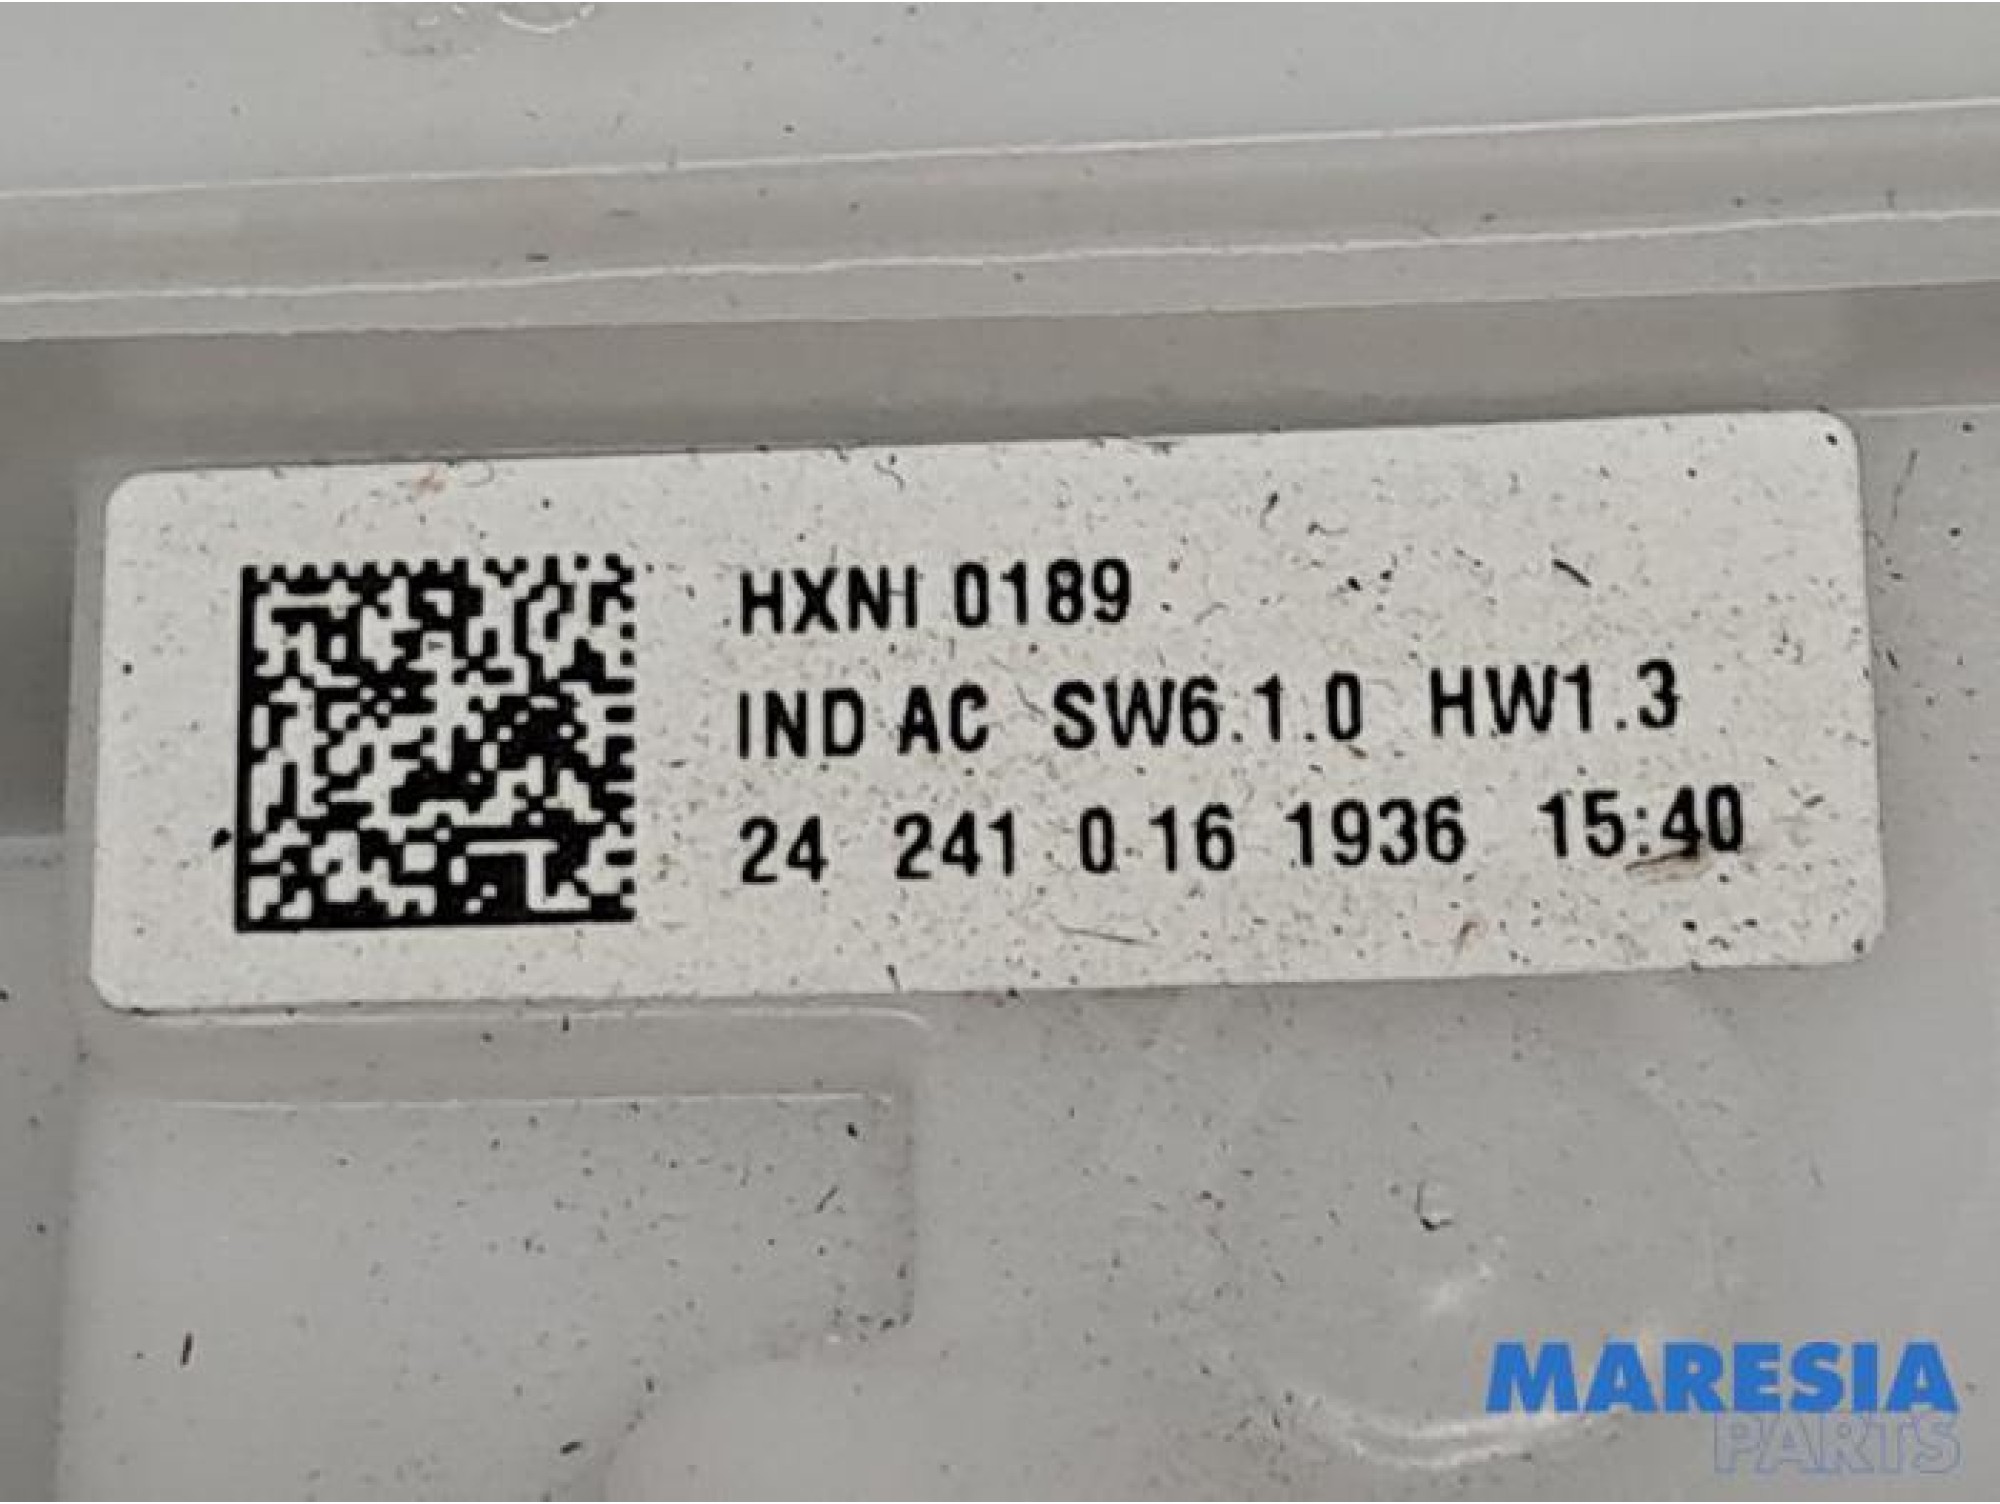 HXNI 0189
IND AC SW6.1.0 HW1.3
24 241 0 16 1936 15:40
MARESIA
PARTS